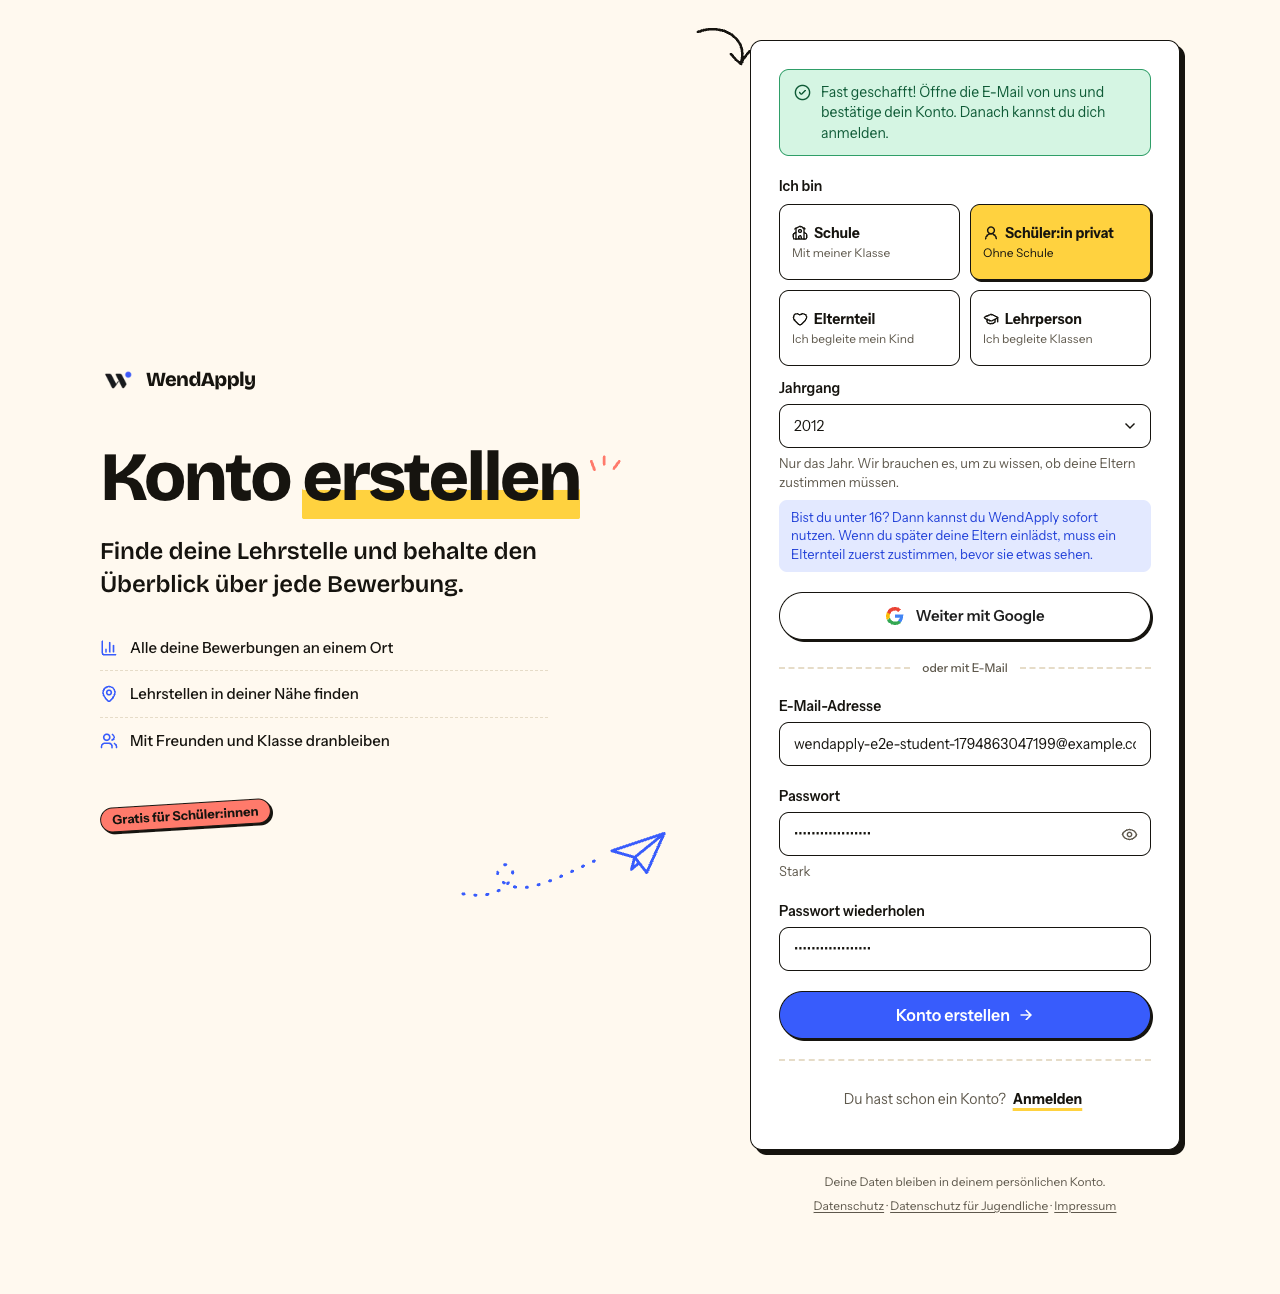 WendApply
Konto erstellen
Finde deine Lehrstelle und behalte den
Überblick über jede Bewerbung.
Alle deine Bewerbungen an einem Ort
Lehrstellen in deiner Nähe finden
Mit Freunden und Klasse dranbleiben
Gratis für Schüler:innen
Fast geschafft! Öffne die E-Mail von uns und
bestätige dein Konto. Danach kannst du dich
anmelden.
Ich bin
Schule
Mit meiner Klasse
Schüler:in privat
Ohne Schule
Elternteil
Ich begleite mein Kind
Lehrperson
Ich begleite Klassen
Jahrgang
2012
Nur das Jahr. Wir brauchen es, um zu wissen, ob deine Eltern
zustimmen müssen.
Bist du unter 16? Dann kannst du WendApply sofort
nutzen. Wenn du später deine Eltern einlädst, muss ein
Elternteil zuerst zustimmen, bevor sie etwas sehen.
Weiter mit Google
oder mit E-Mail
E-Mail-Adresse
wendapply-e2e-student-1794863047199@example.co
Passwort
••••••••••••••••••
Stark
Passwort wiederholen
••••••••••••••••••
Konto erstellen
Du hast schon ein Konto? Anmelden
Deine Daten bleiben in deinem persönlichen Konto.
Datenschutz · Datenschutz für Jugendliche · Impressum